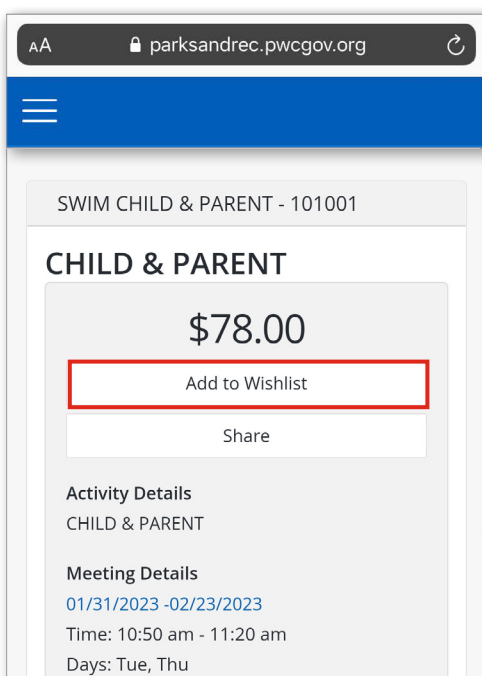 AA parksandrec.pwcgov.org
SWIM CHILD & PARENT - 101001
CHILD & PARENT
$78.00
Add to Wishlist
Share
Activity Details
CHILD & PARENT
Meeting Details
01/31/2023 -02/23/2023
Time: 10:50 am - 11:20 am
Days: Tue, Thu